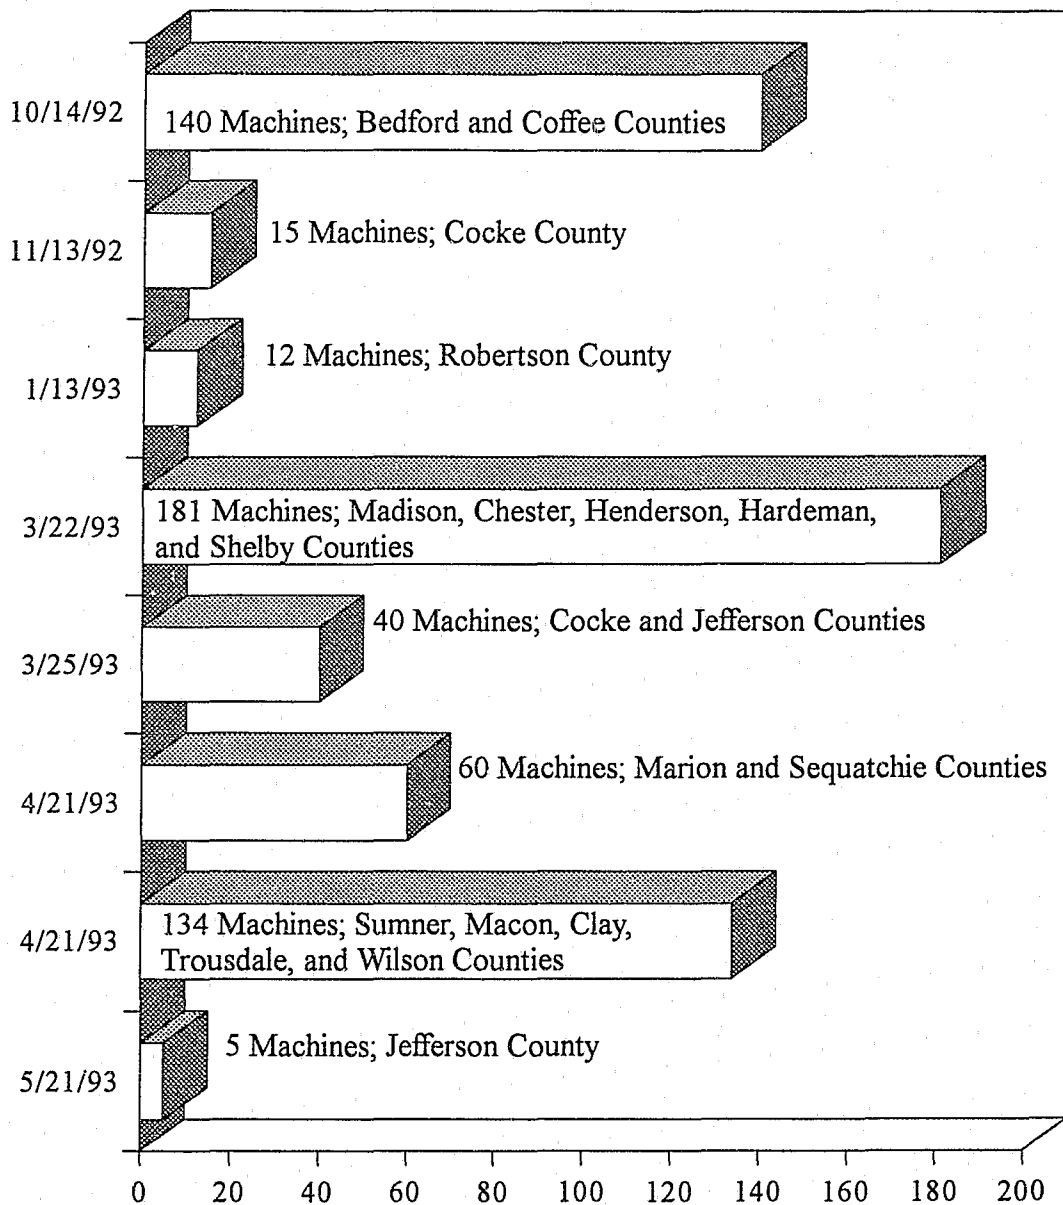 10/14/92
140 Machines; Bedford and Coffee Counties
11/13/92
15 Machines; Cocke County
1/13/93
12 Machines; Robertson County
3/22/93
181 Machines; Madison, Chester, Henderson, Hardeman,
and Shelby Counties
3/25/93
40 Machines; Cocke and Jefferson Counties
4/21/93
60 Machines; Marion and Sequatchie Counties
4/21/93
134 Machines; Sumner, Macon, Clay,
Trousdale, and Wilson Counties
5/21/93
5 Machines; Jefferson County
0 20 40 60 80 100 120 140 160 180 200